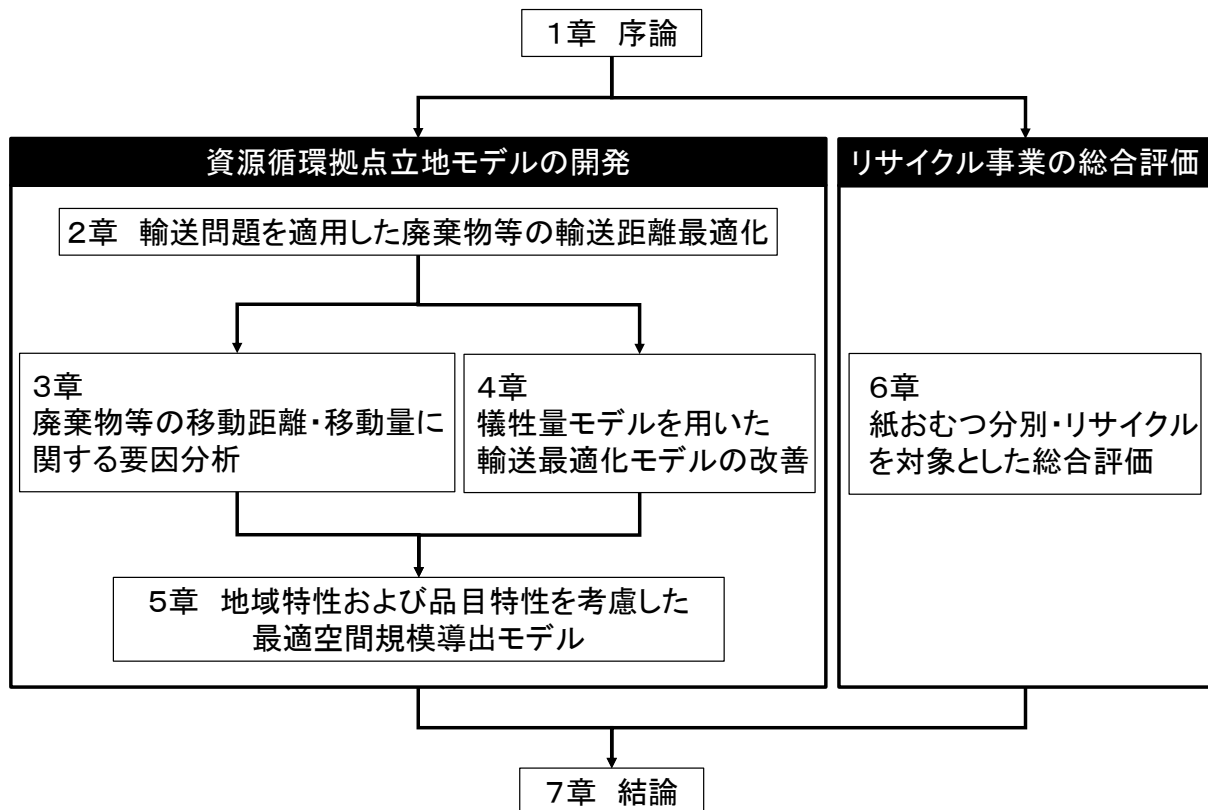 1章 序論
資源循環拠点立地モデルの開発
2章 輸送問題を適用した廃棄物等の輸送距離最適化
3章
廃棄物等の移動距離・移動量に
関する要因分析
4章
犠牲量モデルを用いた
輸送最適化モデルの改善
5章 地域特性および品目特性を考慮した
最適空間規模導出モデル
リサイクル事業の総合評価
6章
紙おむつ分別・リサイクル
を対象とした総合評価
7章 結論